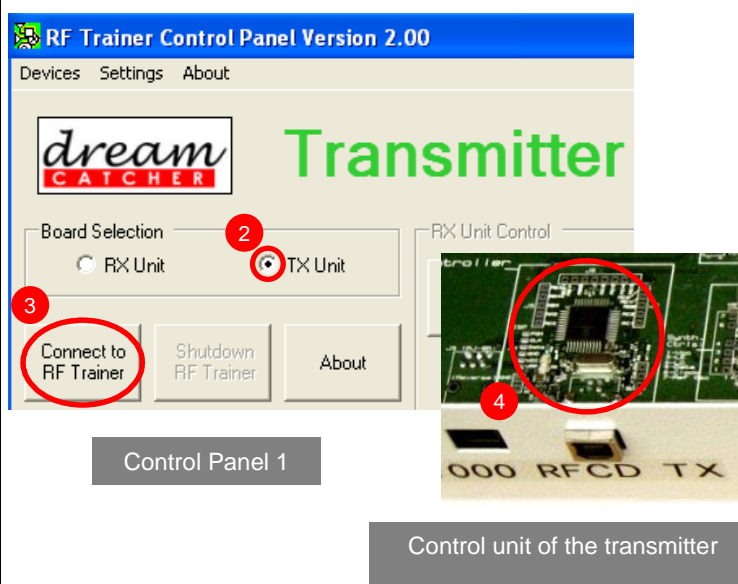 RF Trainer Control Panel Version 2.00
Devices Settings About
dream
CATCHER
Transmitter
Board Selection
2
RX Unit Control
RX Unit
TX Unit
3
Connect to
RF Trainer
Shutdown
RF Trainer
About
4
000 RFCD TX
Control Panel 1
Control unit of the transmitter